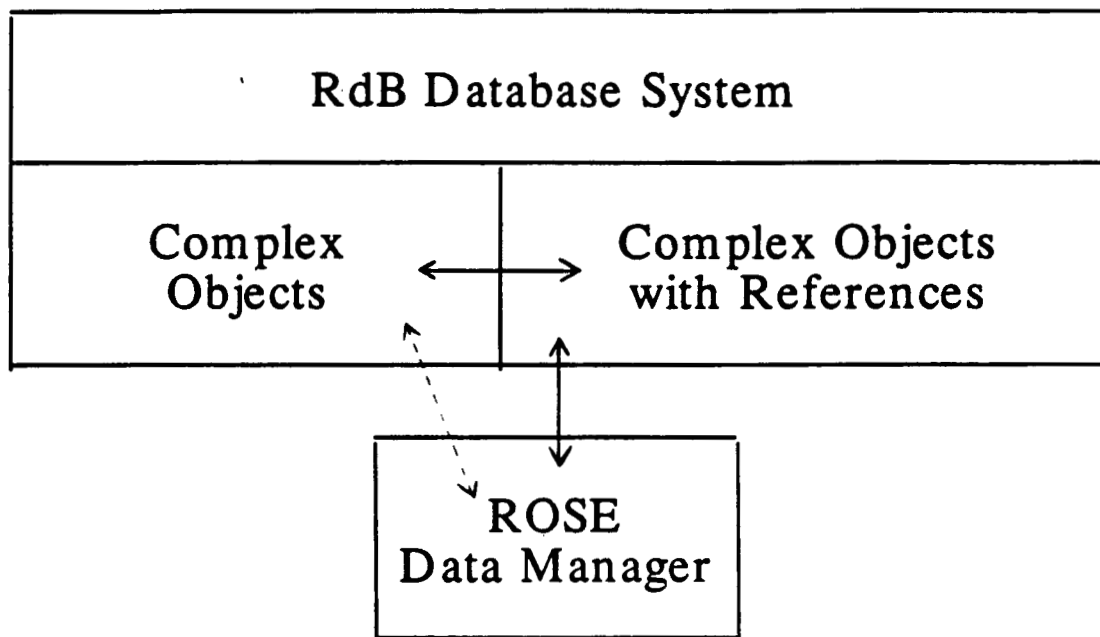 RdB Database System
Complex
Objects
Complex Objects
with References
ROSE
Data Manager